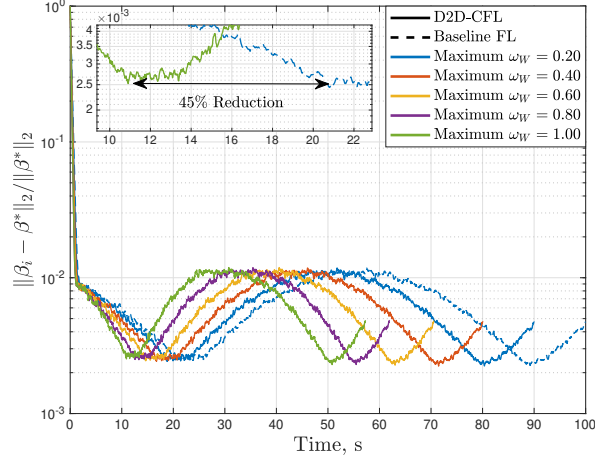 10^0
10^-1
10^-2
10^-3
‖β_i − β*‖_2/‖β*‖_2
×10^-3
4
3.5
3
2.5
2
10 12 14 16 18 20 22
45% Reduction
D2D-CFL
Baseline FL
Maximum ω_W = 0.20
Maximum ω_W = 0.40
Maximum ω_W = 0.60
Maximum ω_W = 0.80
Maximum ω_W = 1.00
0 10 20 30 40 50 60 70 80 90 100
Time, s